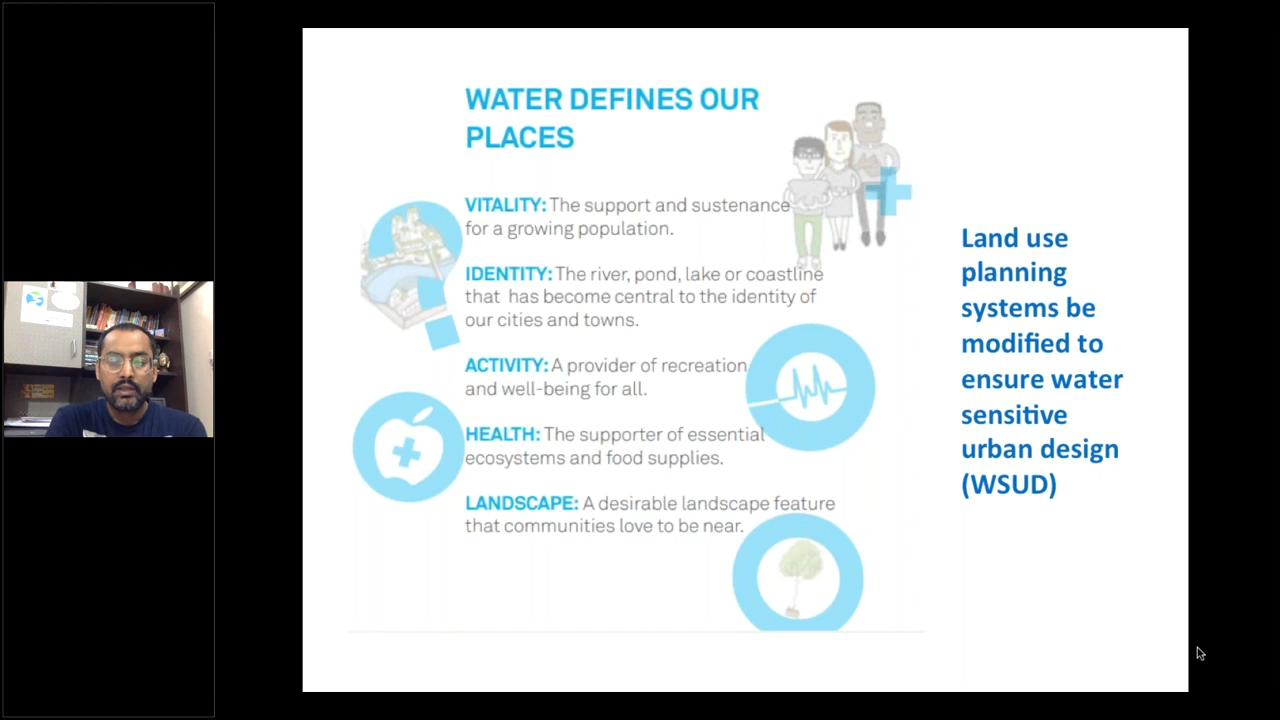 WATER DEFINES OUR
PLACES
VITALITY: The support and sustenance
for a growing population.
IDENTITY: The river, pond, lake or coastline
that has become central to the identity of
our cities and towns.
ACTIVITY: A provider of recreation
and well-being for all.
HEALTH: The supporter of essential
ecosystems and food supplies.
LANDSCAPE: A desirable landscape feature
that communities love to be near.
Land use
planning
systems be
modified to
ensure water
sensitive
urban design
(WSUD)